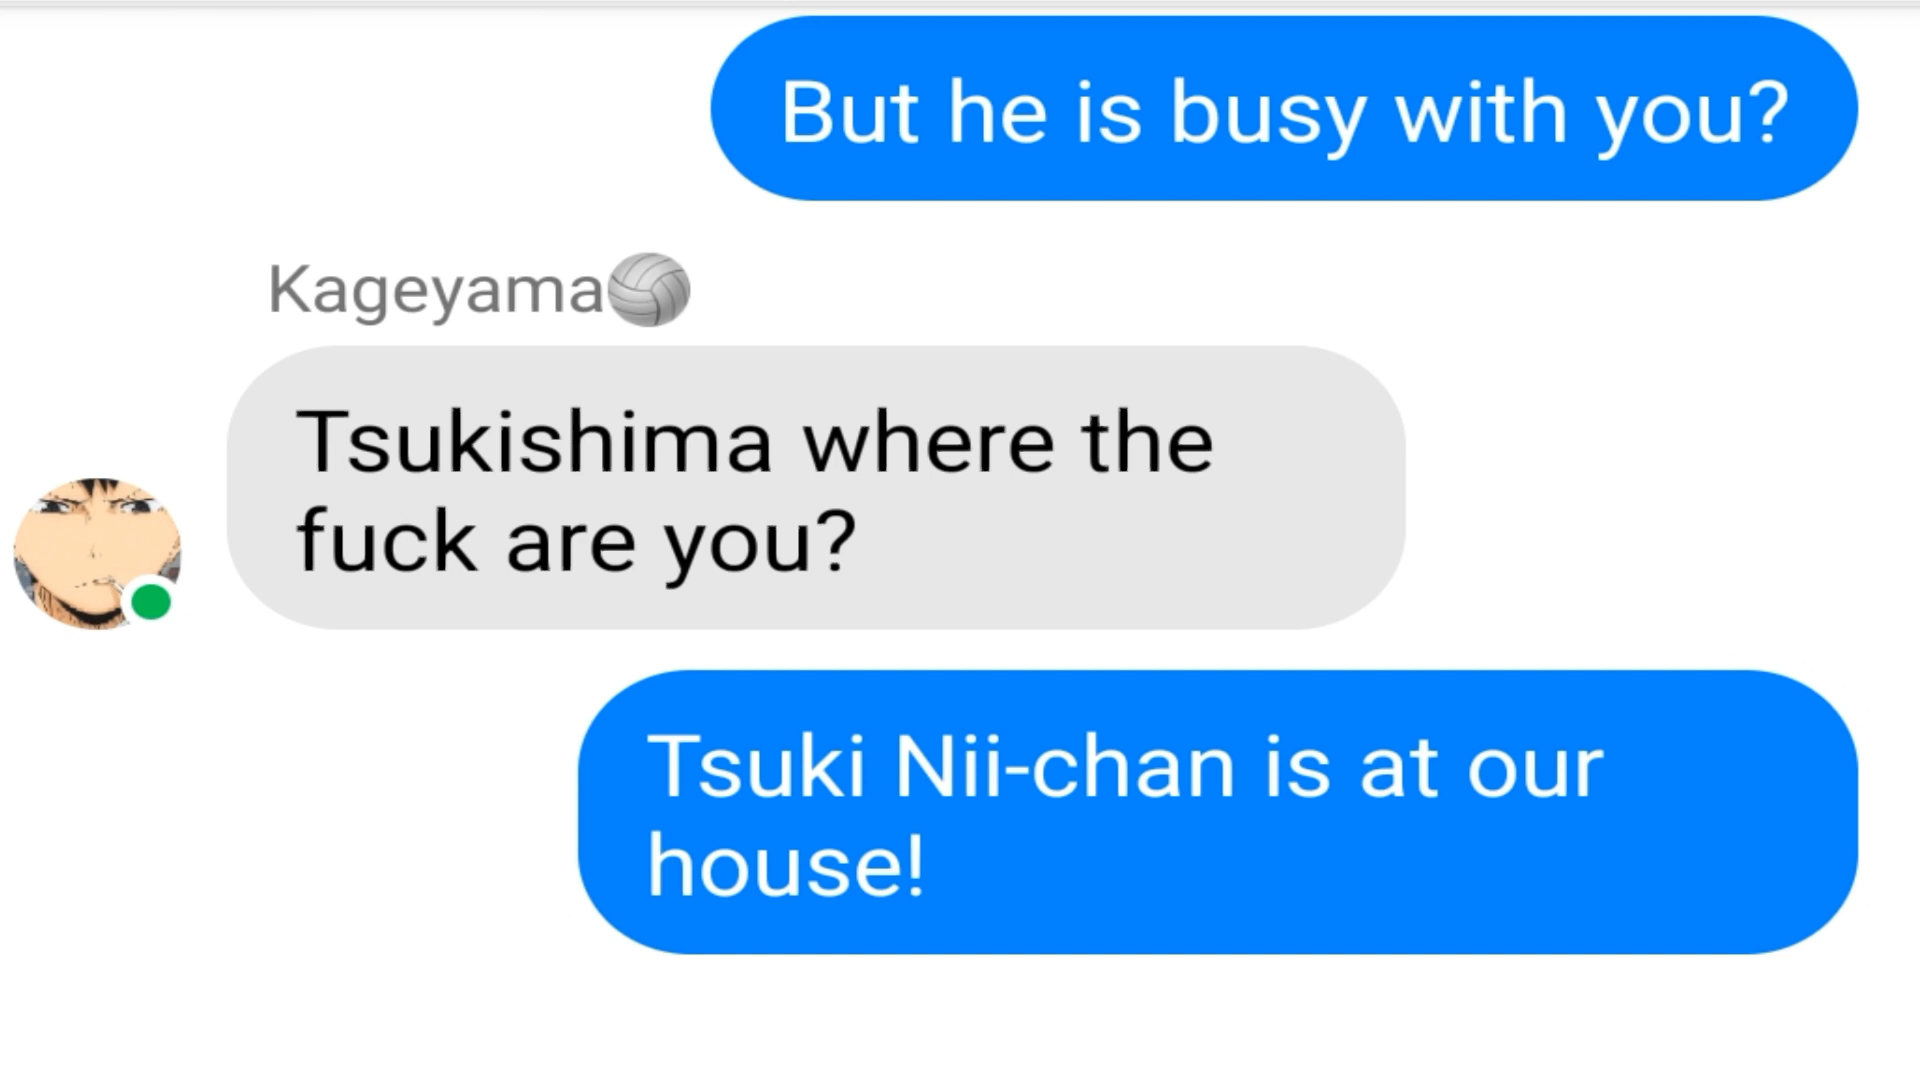 But he is busy with you?
Kageyama🏐
Tsukishima where the
fuck are you?
Tsuki Nii-chan is at our
house!